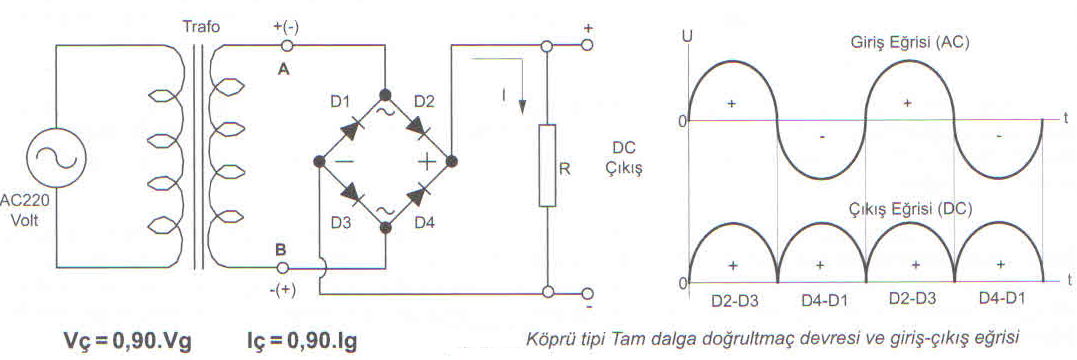 Trafo
+(-)
A
AC220
Volt
B
-(+)
D1
D2
D3
D4
~
~
−
+
I
R
+
-
DC
Çıkış
U
Giriş Eğrisi (AC)
0
+
-
+
-
t
Çıkış Eğrisi (DC)
0
+
+
+
+
t
D2-D3
D4-D1
D2-D3
D4-D1
Vç = 0,90.Vg
Iç = 0,90.Ig
Köprü tipi Tam dalga doğrultmaç devresi ve giriş-çıkış eğrisi